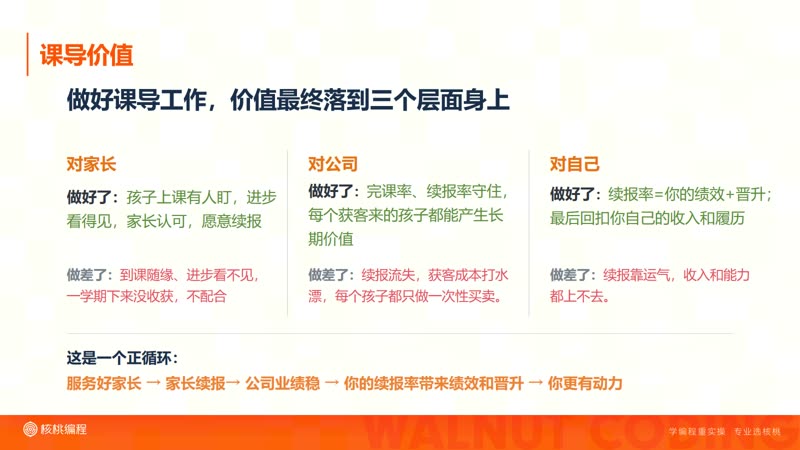 课导价值
做好课导工作，价值最终落到三个层面身上
对家长
做好了：孩子上课有人盯，进步
看得见，家长认可，愿意续报
做差了：到课随缘、进步看不见，
一学期下来没收获，不配合
对公司
做好了：完课率、续报率守住，
每个获客来的孩子都能产生长
期价值
做差了：续报流失，获客成本打水
漂，每个孩子都只做一次性买卖。
对自己
做好了：续报率=你的绩效+晋升；
最后回扣你自己的收入和履历
做差了：续报靠运气，收入和能力
都上不去。
这是一个正循环：
服务好家长 → 家长续报→ 公司业绩稳 → 你的续报率带来绩效和晋升 → 你更有动力
核桃编程
WALNUT CODING
学编程重实操 专业选核桃